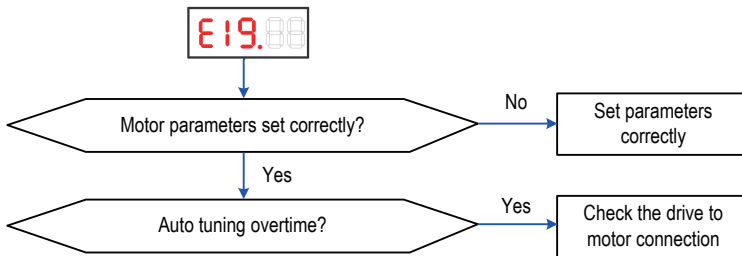 E19.
Motor parameters set correctly?
No
Set parameters
correctly
Yes
Auto tuning overtime?
Yes
Check the drive to
motor connection